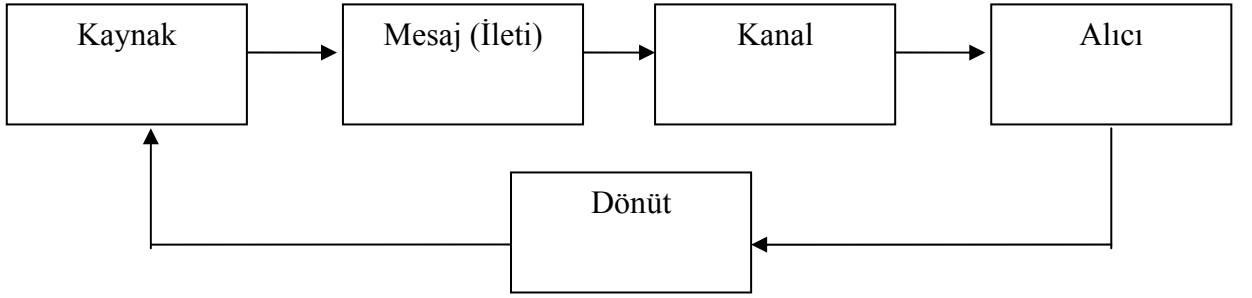 Kaynak
Mesaj (İleti)
Kanal
Alıcı
Dönüt